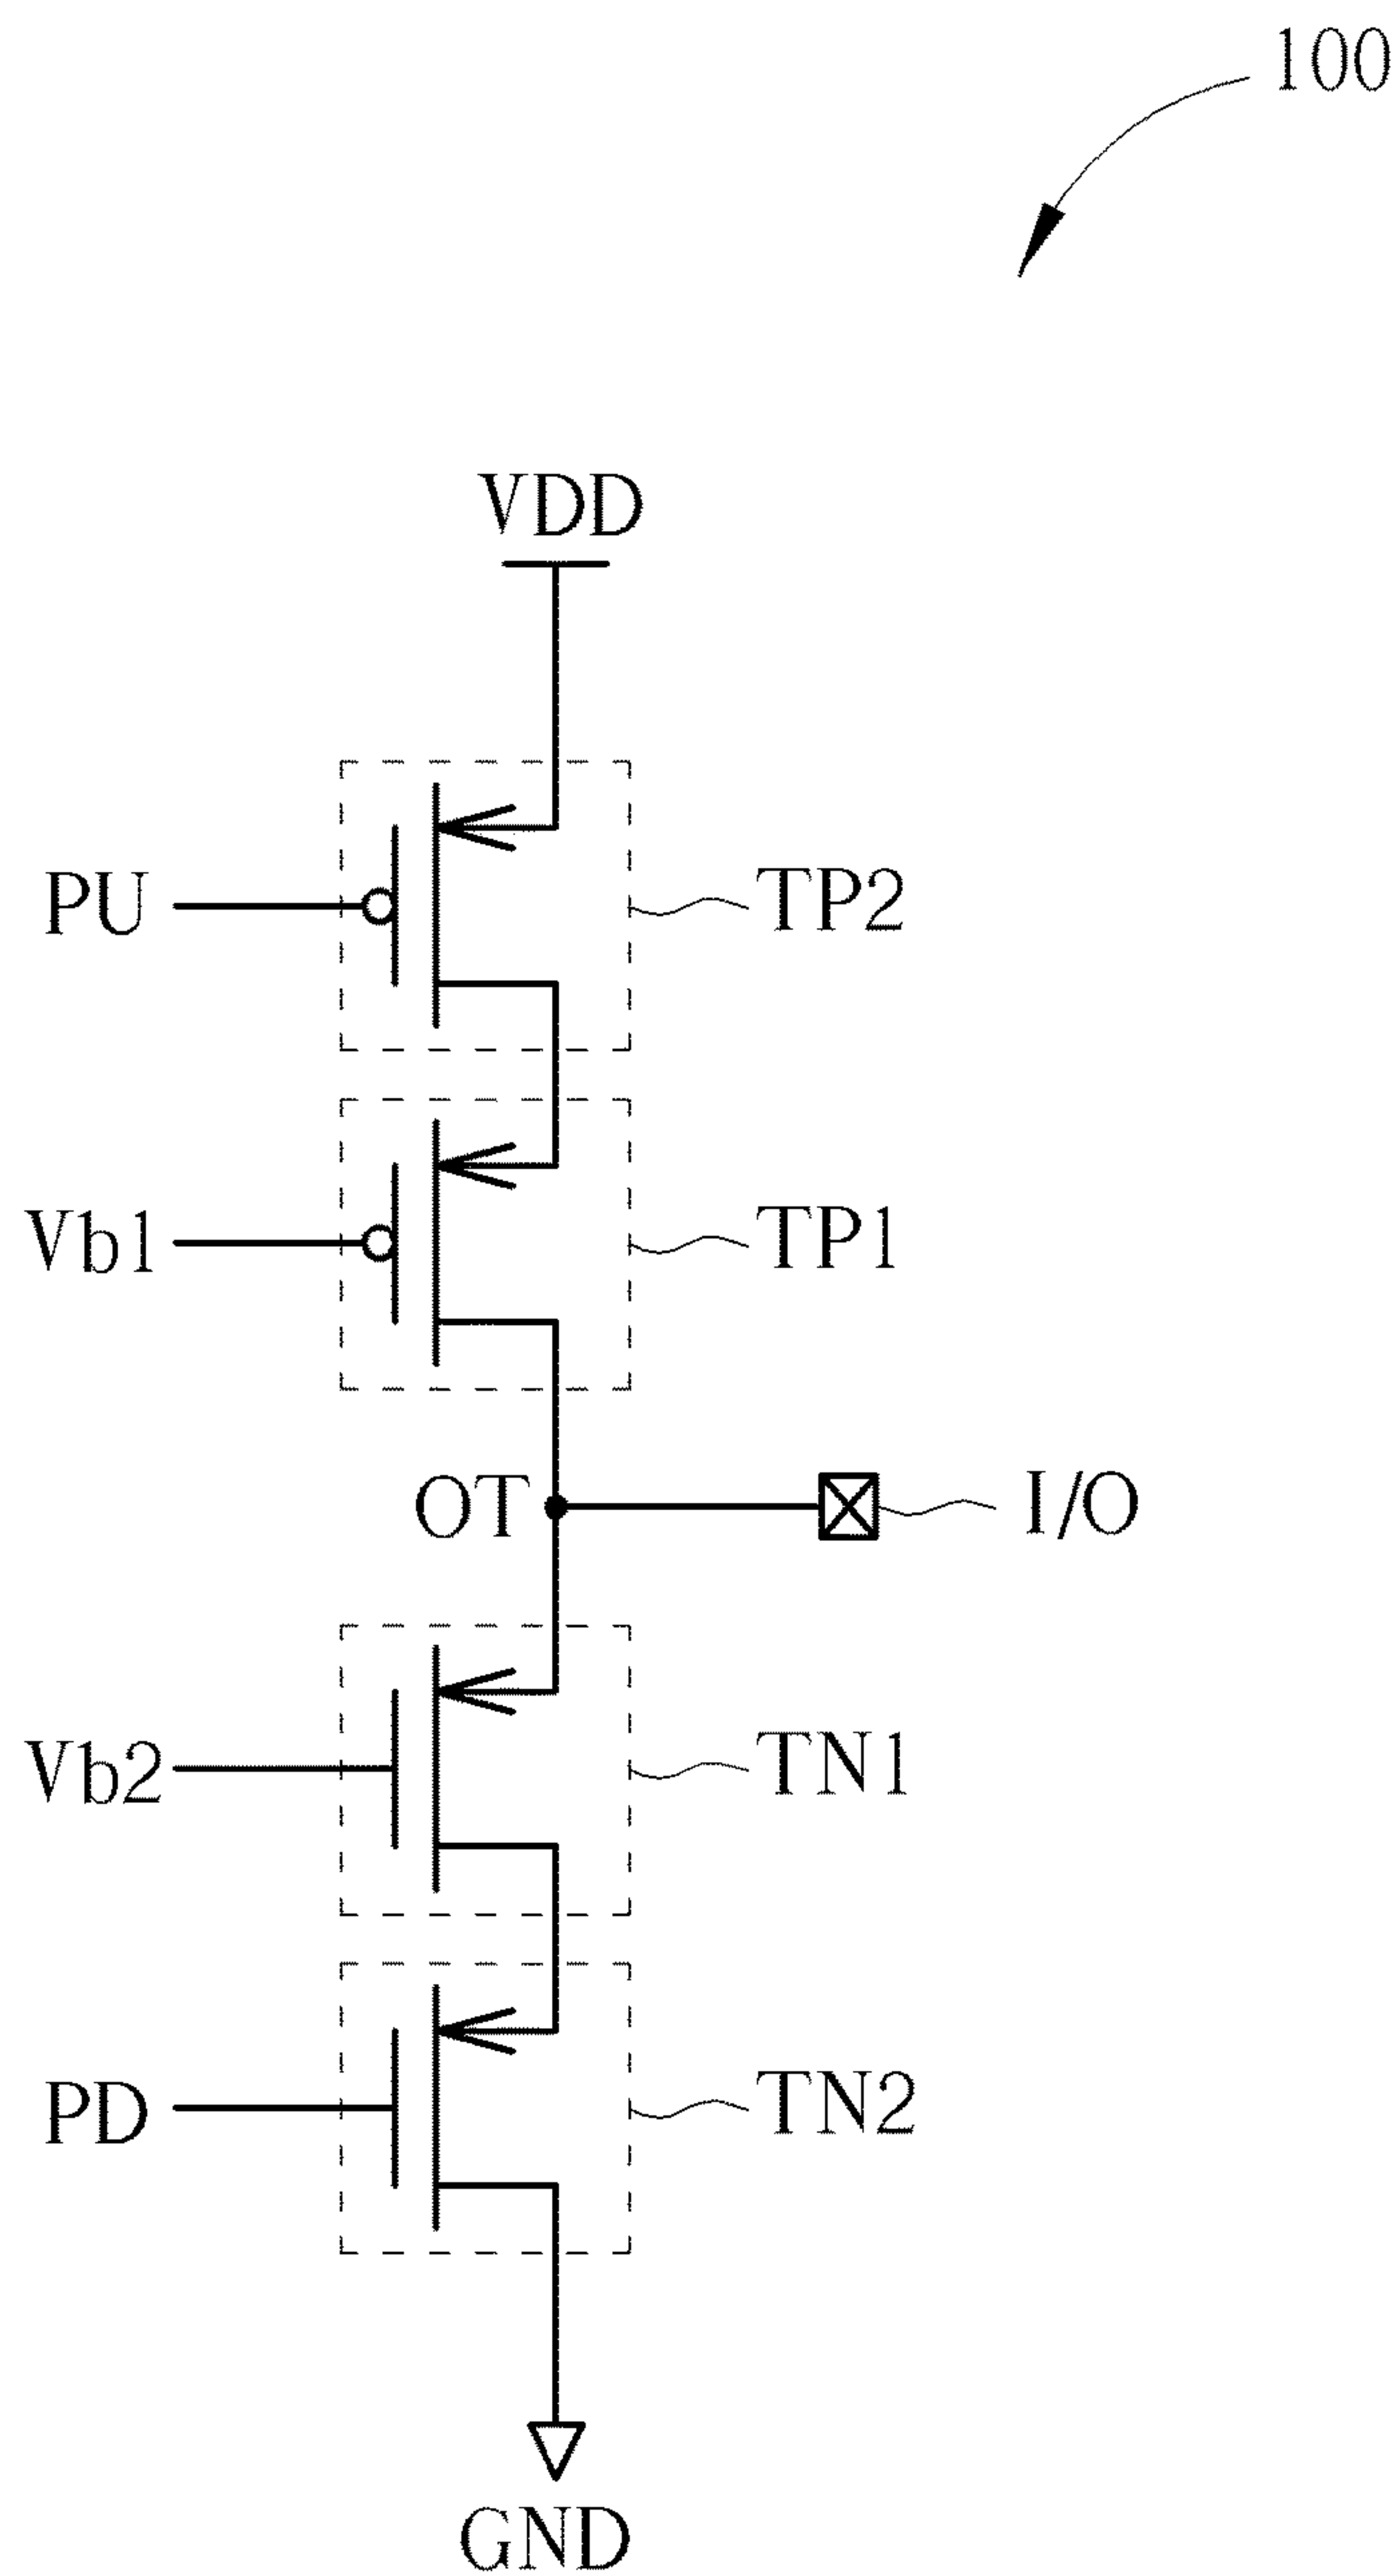 100
VDD
PU
TP2
Vb1
TP1
OT
I/O
Vb2
TN1
PD
TN2
GND